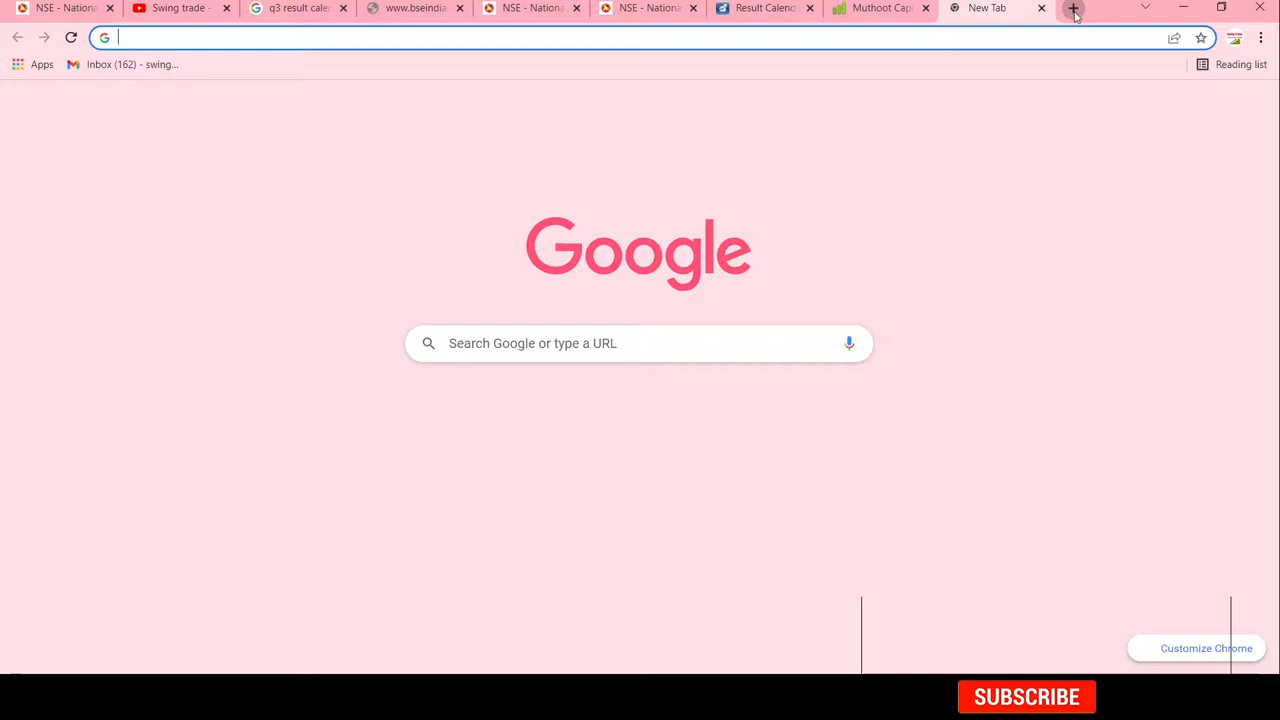 NSE - Nationa
Swing trade -
q3 result caler
www.bseindia
NSE - Nationa
NSE - Nationa
Result Calend
Muthoot Cap
New Tab
Apps
Inbox (162) - swing...
Reading list
Google
Search Google or type a URL
Customize Chrome
SUBSCRIBE